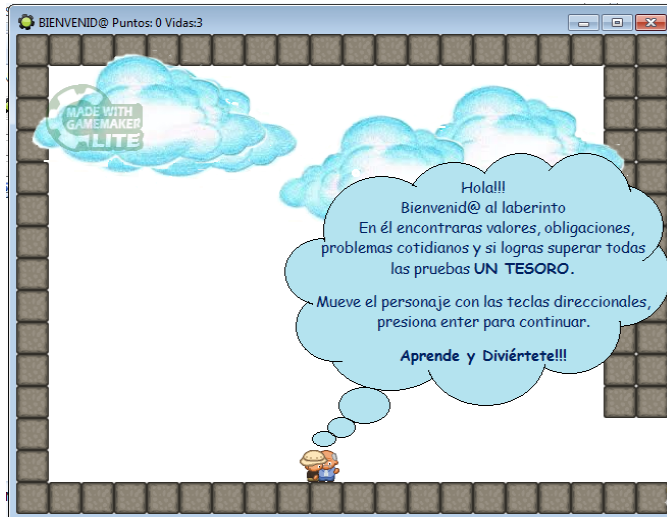 BIENVENID@ Puntos: 0 Vidas:3
MADE WITH
GAMEMAKER
LITE
Hola!!!
Bienvenid@ al laberinto
En él encontraras valores, obligaciones,
problemas cotidianos y si logras superar todas
las pruebas UN TESORO.
Mueve el personaje con las teclas direccionales,
presiona enter para continuar.
Aprende y Diviértete!!!